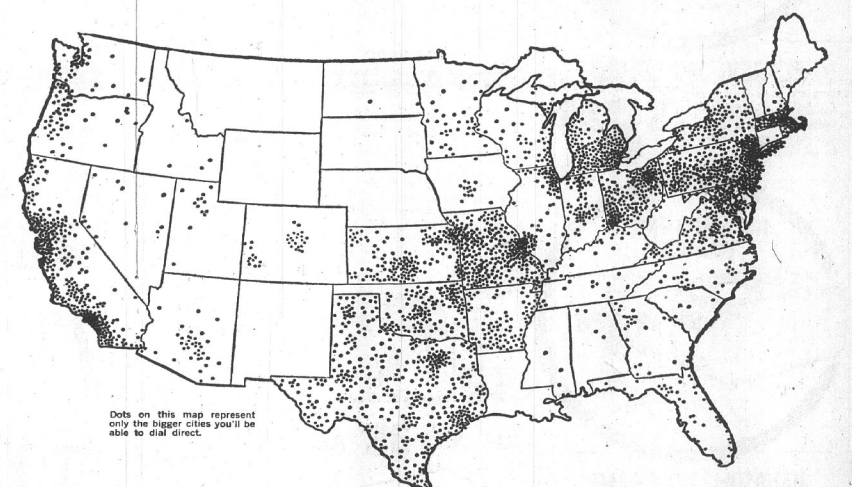 Dots on this map represent
only the bigger cities you'll be
able to dial direct.